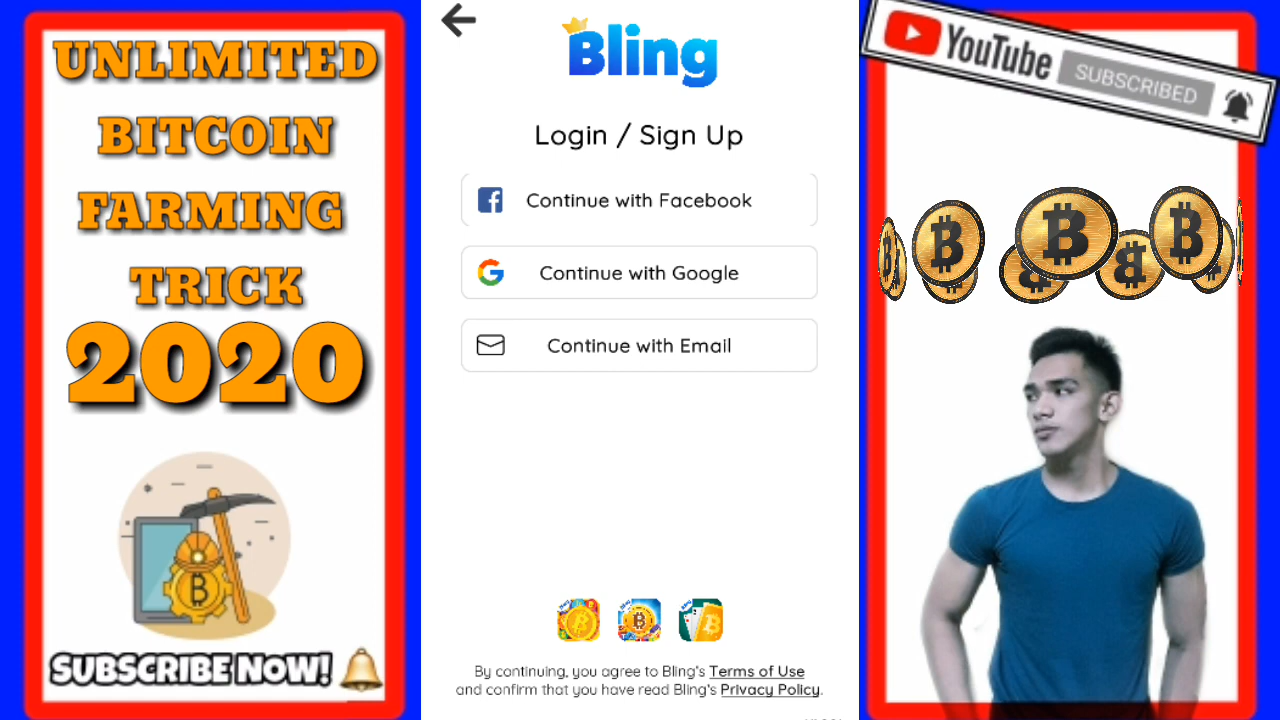 UNLIMITED
BITCOIN
FARMING
TRICK
2020
SUBSCRIBE NOW!
Bling
Login / Sign Up
Continue with Facebook
Continue with Google
Continue with Email
By continuing, you agree to Bling's Terms of Use
and confirm that you have read Bling's Privacy Policy.
YouTube SUBSCRIBED